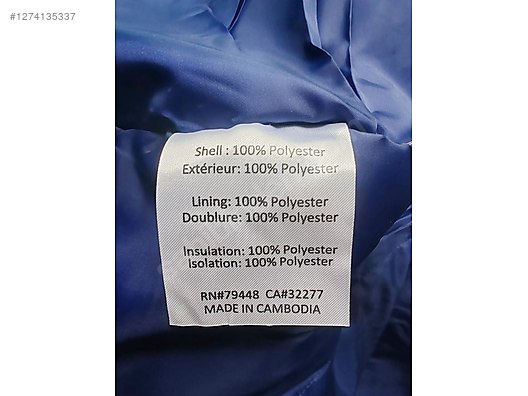 #1274135337
Shell : 100% Polyester
Extérieur: 100% Polyester
Lining: 100% Polyester
Doublure: 100% Polyester
Insulation: 100% Polyester
Isolation: 100% Polyester
RN#79448 CA#32277
MADE IN CAMBODIA